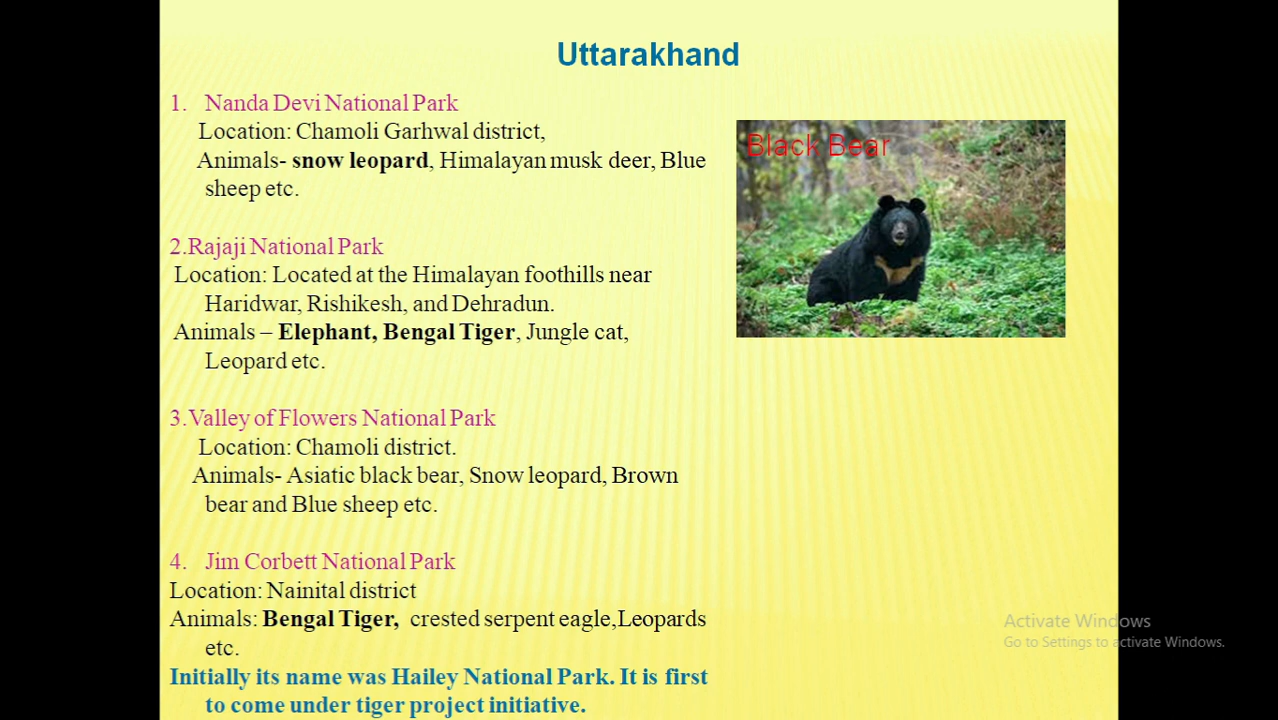 Uttarakhand
1. Nanda Devi National Park
Location: Chamoli Garhwal district,
Animals- snow leopard, Himalayan musk deer, Blue
sheep etc.
2.Rajaji National Park
Location: Located at the Himalayan foothills near
Haridwar, Rishikesh, and Dehradun.
Animals – Elephant, Bengal Tiger, Jungle cat,
Leopard etc.
3.Valley of Flowers National Park
Location: Chamoli district.
Animals- Asiatic black bear, Snow leopard, Brown
bear and Blue sheep etc.
4. Jim Corbett National Park
Location: Nainital district
Animals: Bengal Tiger, crested serpent eagle,Leopards
etc.
Initially its name was Hailey National Park. It is first
to come under tiger project initiative.
Black Bear
Activate Windows
Go to Settings to activate Windows.